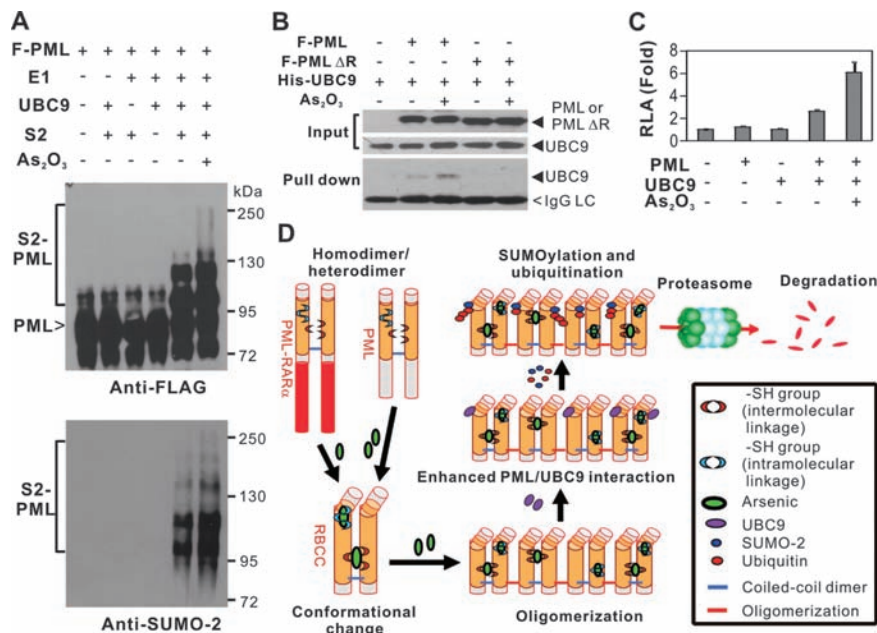 A
F-PML + + + + + +
E1 - - + + + +
UBC9 - + - + + +
S2 - + + - + +
As2O3 - - - - - +
kDa
250
130
95
72
S2-
PML
PML>
Anti-FLAG
250
130
95
72
S2-
PML
Anti-SUMO-2
B
F-PML - + + - -
F-PML ΔR - - - + +
His-UBC9 + + + + +
As2O3 - - + - +
Input
PML or
PML ΔR
UBC9
Pull down
UBC9
< IgG LC
C
RLA (Fold)
8
6
4
2
0
PML - + - + +
UBC9 - - + + +
As2O3 - - - - +
D
Homodimer/
heterodimer
PML-RARα
PML
RBCC
Conformational
change
Oligomerization
Enhanced PML/UBC9 interaction
SUMOylation and
ubiquitination
Proteasome
Degradation
-SH group
(intermolecular
linkage)
-SH group
(intramolecular
linkage)
Arsenic
UBC9
SUMO-2
Ubiquitin
Coiled-coil dimer
Oligomerization